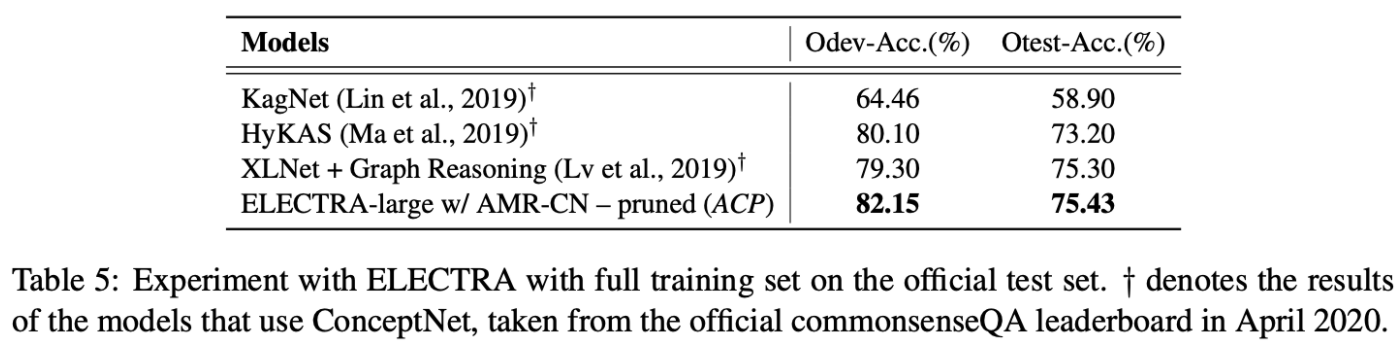 Models Odev-Acc.(%) Otest-Acc.(%)
KagNet (Lin et al., 2019)† 64.46 58.90
HyKAS (Ma et al., 2019)† 80.10 73.20
XLNet + Graph Reasoning (Lv et al., 2019)† 79.30 75.30
ELECTRA-large w/ AMR-CN – pruned (ACP) 82.15 75.43
Table 5: Experiment with ELECTRA with full training set on the official test set. † denotes the results
of the models that use ConceptNet, taken from the official commonsenseQA leaderboard in April 2020.